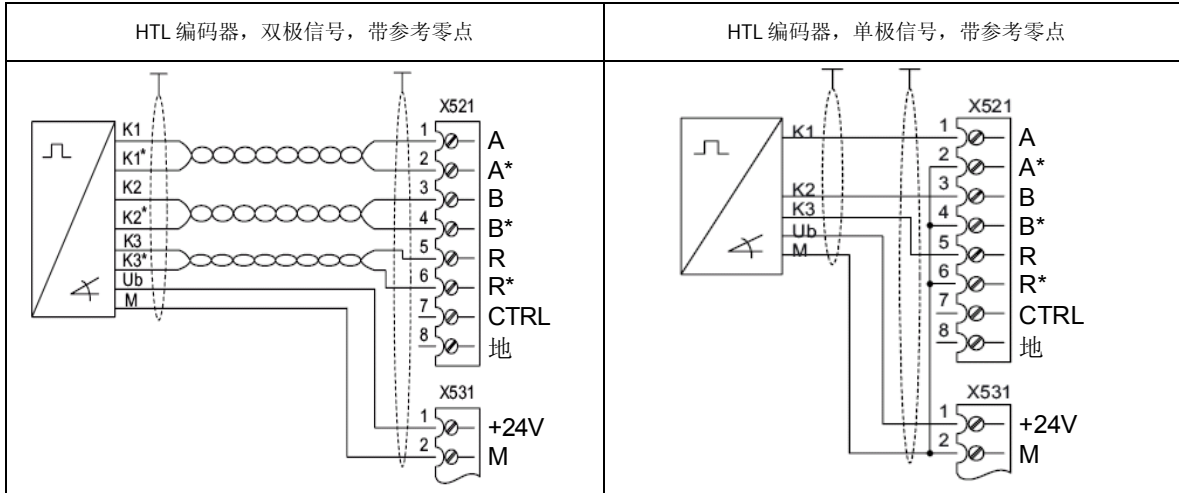 HTL 编码器，双极信号，带参考零点
K1
K1*
K2
K2*
K3
K3*
Ub
M
X521
1 A
2 A*
3 B
4 B*
5 R
6 R*
7 CTRL
8 地
X531
1 +24V
2 M
HTL 编码器，单极信号，带参考零点
K1
K2
K3
Ub
M
X521
1 A
2 A*
3 B
4 B*
5 R
6 R*
7 CTRL
8 地
X531
1 +24V
2 M